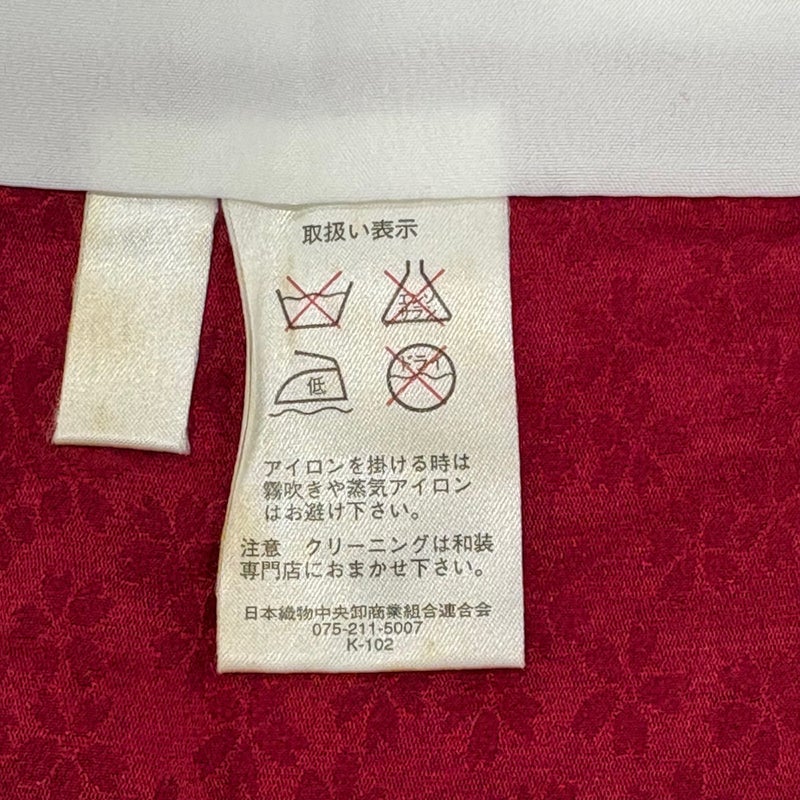 取扱い表示
エンソ
サラシ
低
ドライ
アイロンを掛ける時は
霧吹きや蒸気アイロン
はお避け下さい。
注意　クリーニングは和装
専門店におまかせ下さい。
日本織物中央卸商業組合連合会
075-211-5007
K-102